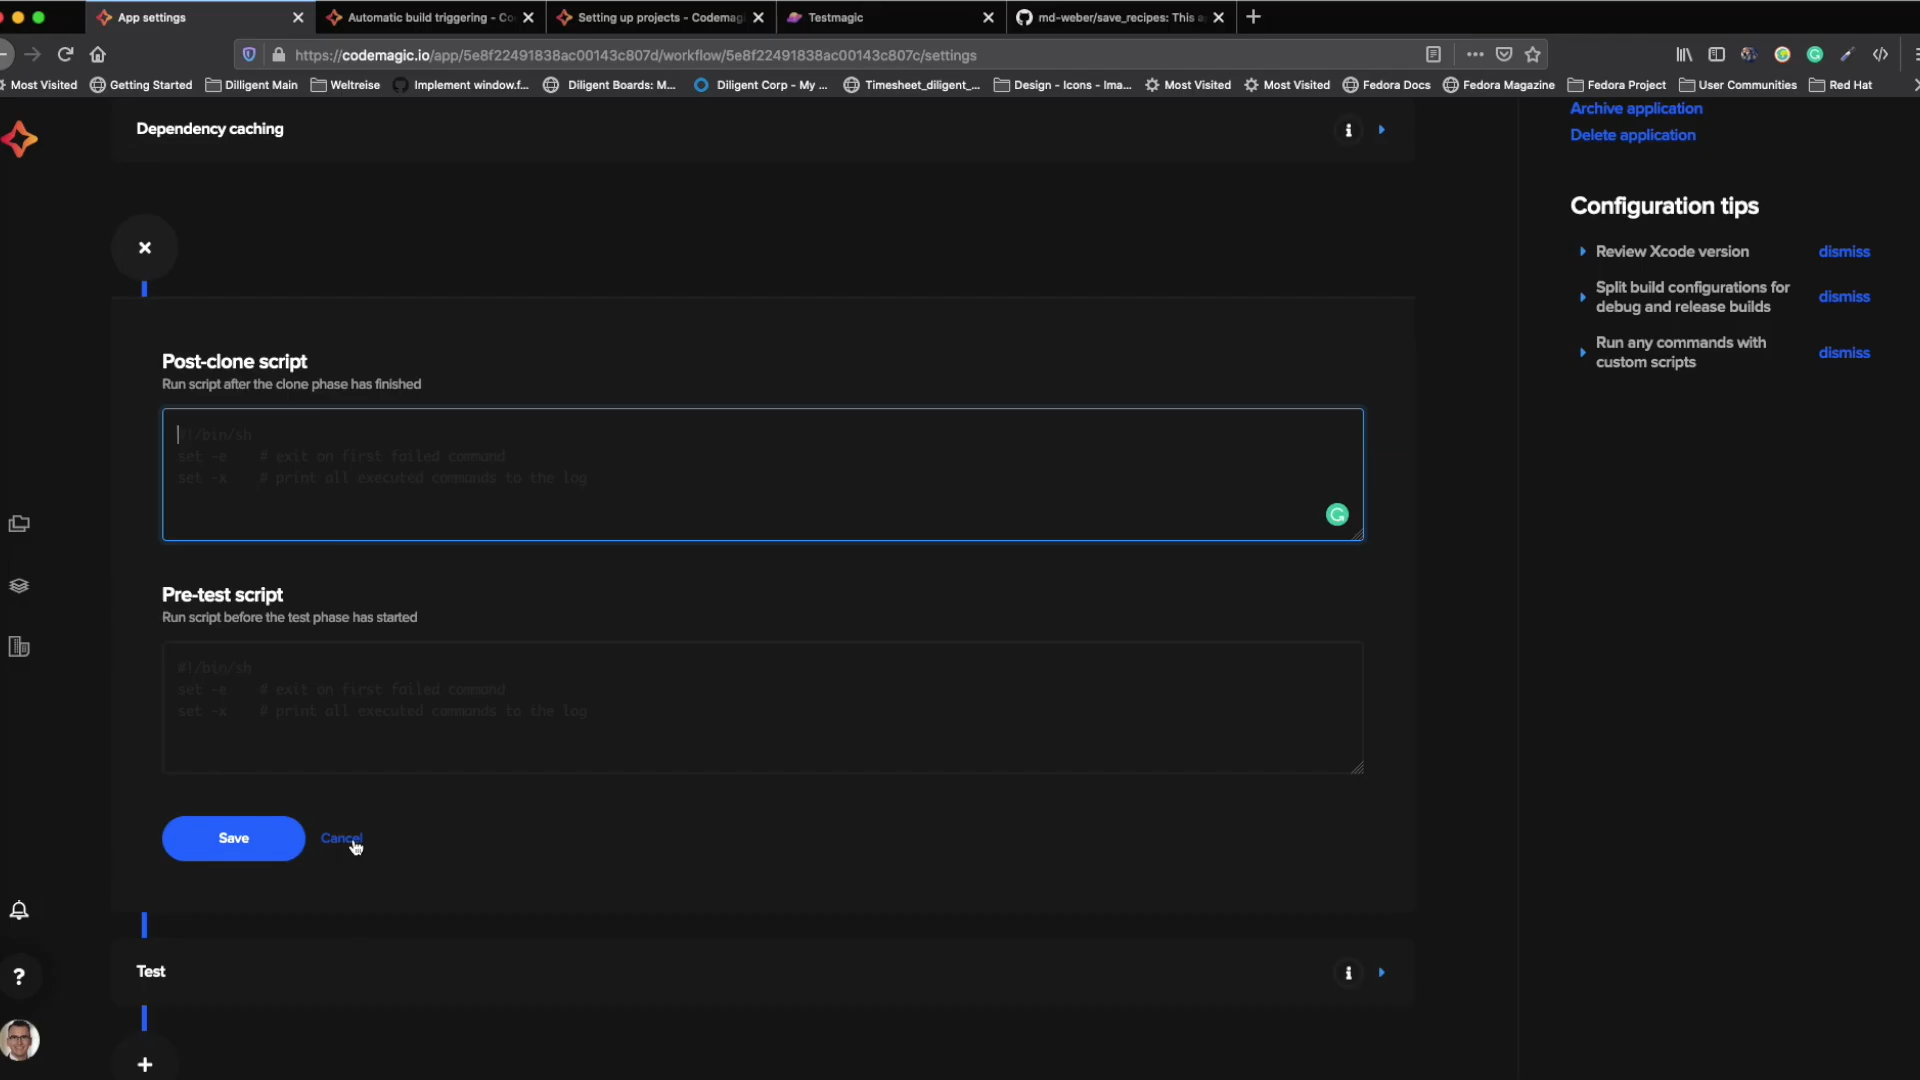 App settings
Automatic build triggering - Co
Setting up projects - Codemag
Testmagic
md-weber/save_recipes: This a
https://codemagic.io/app/5e8f22491838ac00143c807d/workflow/5e8f22491838ac00143c807c/settings
Most Visited
Getting Started
Dilligent Main
Weltreise
Implement window.f...
Diligent Boards: M...
Diligent Corp - My ...
Timesheet_diligent_...
Design - Icons - Ima...
Most Visited
Most Visited
Fedora Docs
Fedora Magazine
Fedora Project
User Communities
Red Hat
Dependency caching
Archive application
Delete application
Configuration tips
Review Xcode version
dismiss
Split build configurations for
debug and release builds
dismiss
Run any commands with
custom scripts
dismiss
Post-clone script
Run script after the clone phase has finished
#!/bin/sh
set -e # exit on first failed command
set -x # print all executed commands to the log
Pre-test script
Run script before the test phase has started
#!/bin/sh
set -e # exit on first failed command
set -x # print all executed commands to the log
Save
Cancel
Test